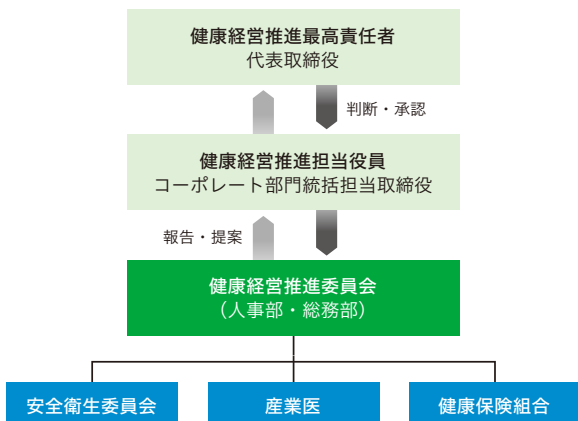 健康経営推進最高責任者
代表取締役
判断・承認
健康経営推進担当役員
コーポレート部門統括担当取締役
報告・提案
健康経営推進委員会
（人事部・総務部）
安全衛生委員会
産業医
健康保険組合